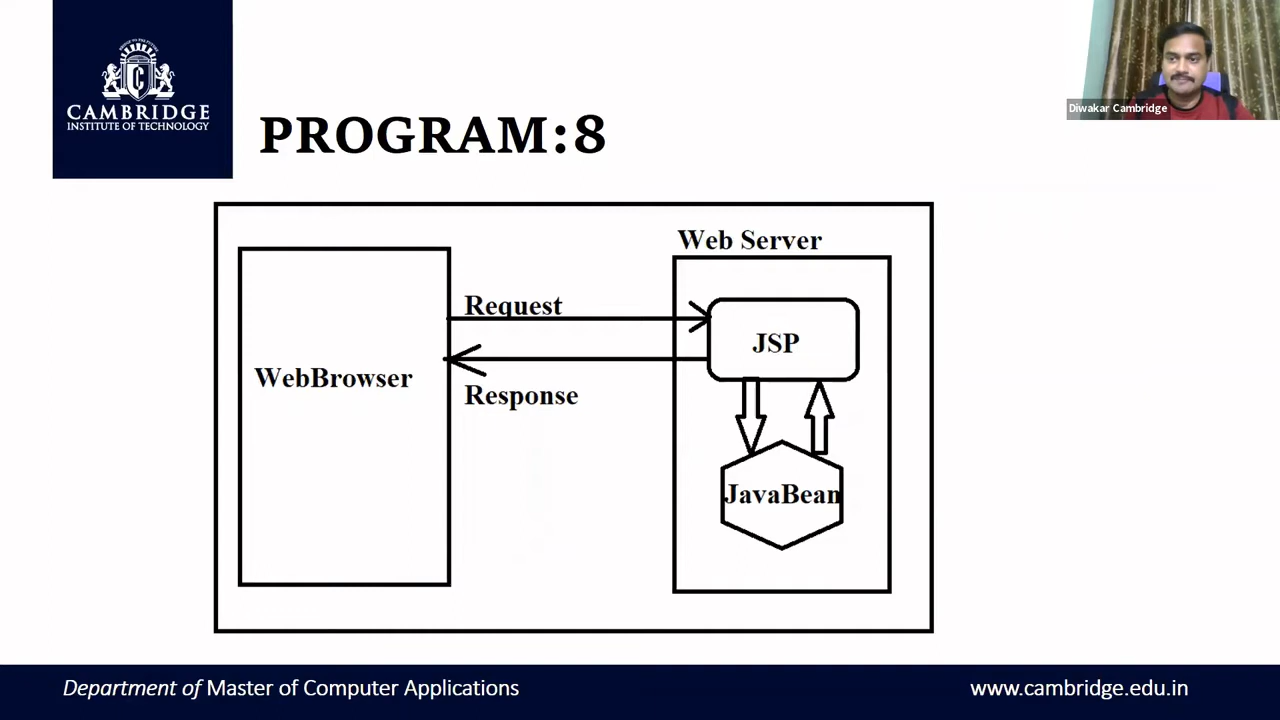 CAMBRIDGE
INSTITUTE OF TECHNOLOGY
PROGRAM:8
Diwakar Cambridge
Web Server
Request
JSP
WebBrowser
Response
JavaBean
Department of Master of Computer Applications
www.cambridge.edu.in